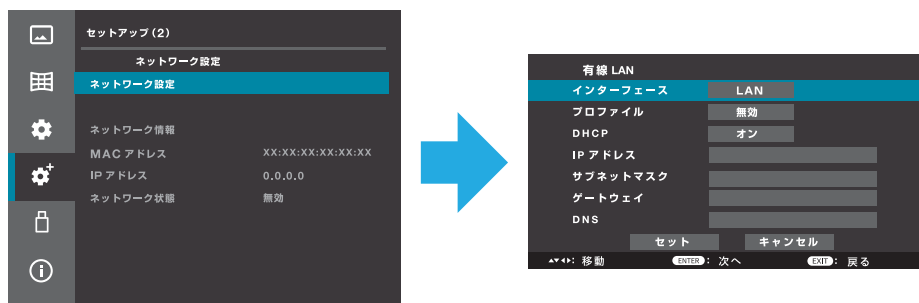 セットアップ(2)
ネットワーク設定
ネットワーク設定
ネットワーク情報
MAC アドレス XX:XX:XX:XX:XX:XX
IP アドレス 0.0.0.0
ネットワーク状態 無効
有線 LAN
インターフェース LAN
プロファイル 無効
DHCP オン
IP アドレス
サブネットマスク
ゲートウェイ
DNS
セット キャンセル
▲▼◀▶: 移動 ENTER : 次へ EXIT : 戻る